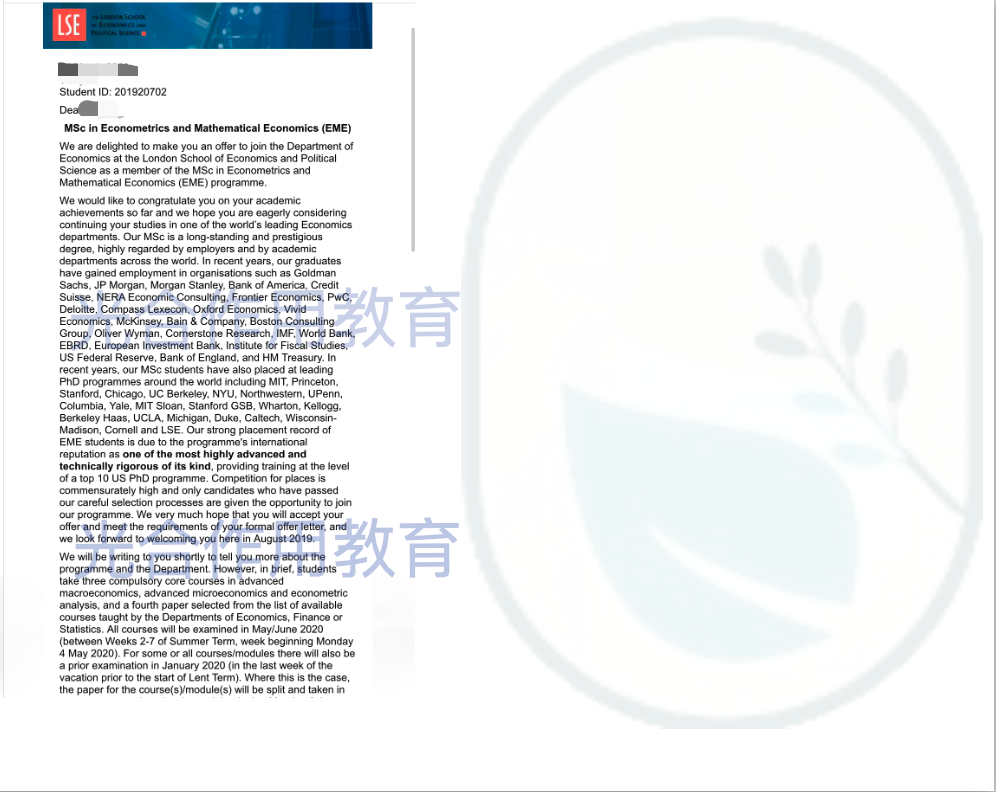 LSE
THE LONDON SCHOOL
OF ECONOMICS AND
POLITICAL SCIENCE
Student ID: 201920702
Dea
MSc in Econometrics and Mathematical Economics (EME)
We are delighted to make you an offer to join the Department of
Economics at the London School of Economics and Political
Science as a member of the MSc in Econometrics and
Mathematical Economics (EME) programme.
We would like to congratulate you on your academic
achievements so far and we hope you are eagerly considering
continuing your studies in one of the world's leading Economics
departments. Our MSc is a long-standing and prestigious
degree, highly regarded by employers and by academic
departments across the world. In recent years, our graduates
have gained employment in organisations such as Goldman
Sachs, JP Morgan, Morgan Stanley, Bank of America, Credit
Suisse, NERA Economic Consulting, Frontier Economics, PwC,
Deloitte, Compass Lexecon, Oxford Economics, Vivid
Economics, McKinsey, Bain & Company, Boston Consulting
Group, Oliver Wyman, Cornerstone Research, IMF, World Bank,
EBRD, European Investment Bank, Institute for Fiscal Studies,
US Federal Reserve, Bank of England, and HM Treasury. In
recent years, our MSc students have also placed at leading
PhD programmes around the world including MIT, Princeton,
Stanford, Chicago, UC Berkeley, NYU, Northwestern, UPenn,
Columbia, Yale, MIT Sloan, Stanford GSB, Wharton, Kellogg,
Berkeley Haas, UCLA, Michigan, Duke, Caltech, Wisconsin-
Madison, Cornell and LSE. Our strong placement record of
EME students is due to the programme's international
reputation as one of the most highly advanced and
technically rigorous of its kind, providing training at the level
of a top 10 US PhD programme. Competition for places is
commensurately high and only candidates who have passed
our careful selection processes are given the opportunity to join
our programme. We very much hope that you will accept your
offer and meet the requirements of your formal offer letter, and
we look forward to welcoming you here in August 2019.
We will be writing to you shortly to tell you more about the
programme and the Department. However, in brief, students
take three compulsory core courses in advanced
macroeconomics, advanced microeconomics and econometric
analysis, and a fourth paper selected from the list of available
courses taught by the Departments of Economics, Finance or
Statistics. All courses will be examined in May/June 2020
(between Weeks 2-7 of Summer Term, week beginning Monday
4 May 2020). For some or all courses/modules there will also be
a prior examination in January 2020 (in the last week of the
vacation prior to the start of Lent Term). Where this is the case,
the paper for the course(s)/module(s) will be split and taken in
光合作用教育
光合作用教育